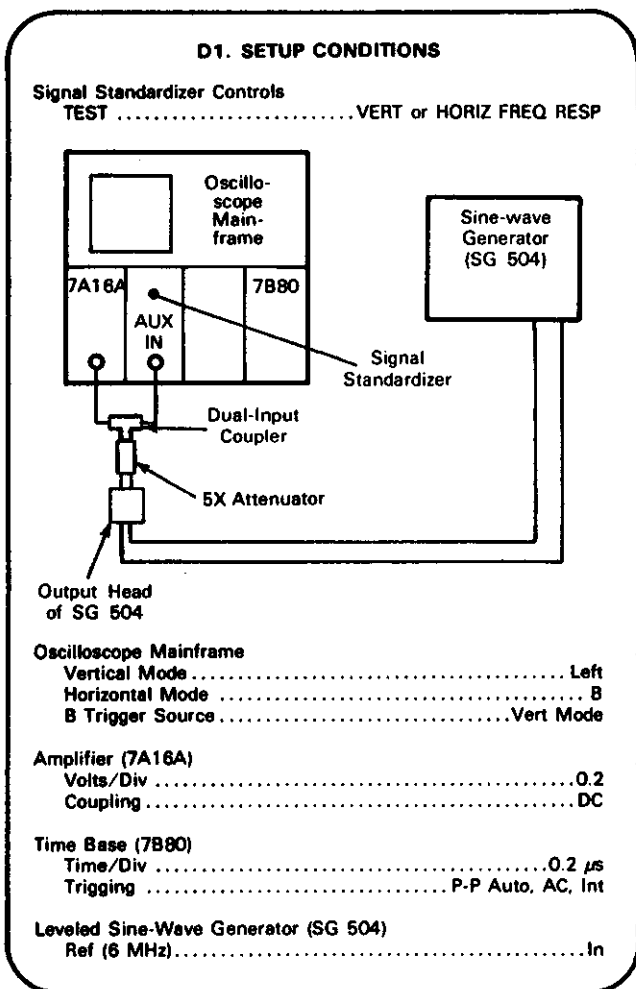 D1. SETUP CONDITIONS
Signal Standardizer Controls
TEST ..........................VERT or HORIZ FREQ RESP
Oscillo-
scope
Main-
frame
Sine-wave
Generator
(SG 504)
7A16A
7B80
AUX
IN
Signal
Standardizer
Dual-Input
Coupler
5X Attenuator
Output Head
of SG 504
Oscilloscope Mainframe
Vertical Mode ..............................................Left
Horizontal Mode ..............................................B
B Trigger Source................................Vert Mode
Amplifier (7A16A)
Volts/Div ....................................................0.2
Coupling.....................................................DC
Time Base (7B80)
Time/Div ................................................0.2 µs
Trigging ..............................P-P Auto, AC, Int
Leveled Sine-Wave Generator (SG 504)
Ref (6 MHz)..................................................In